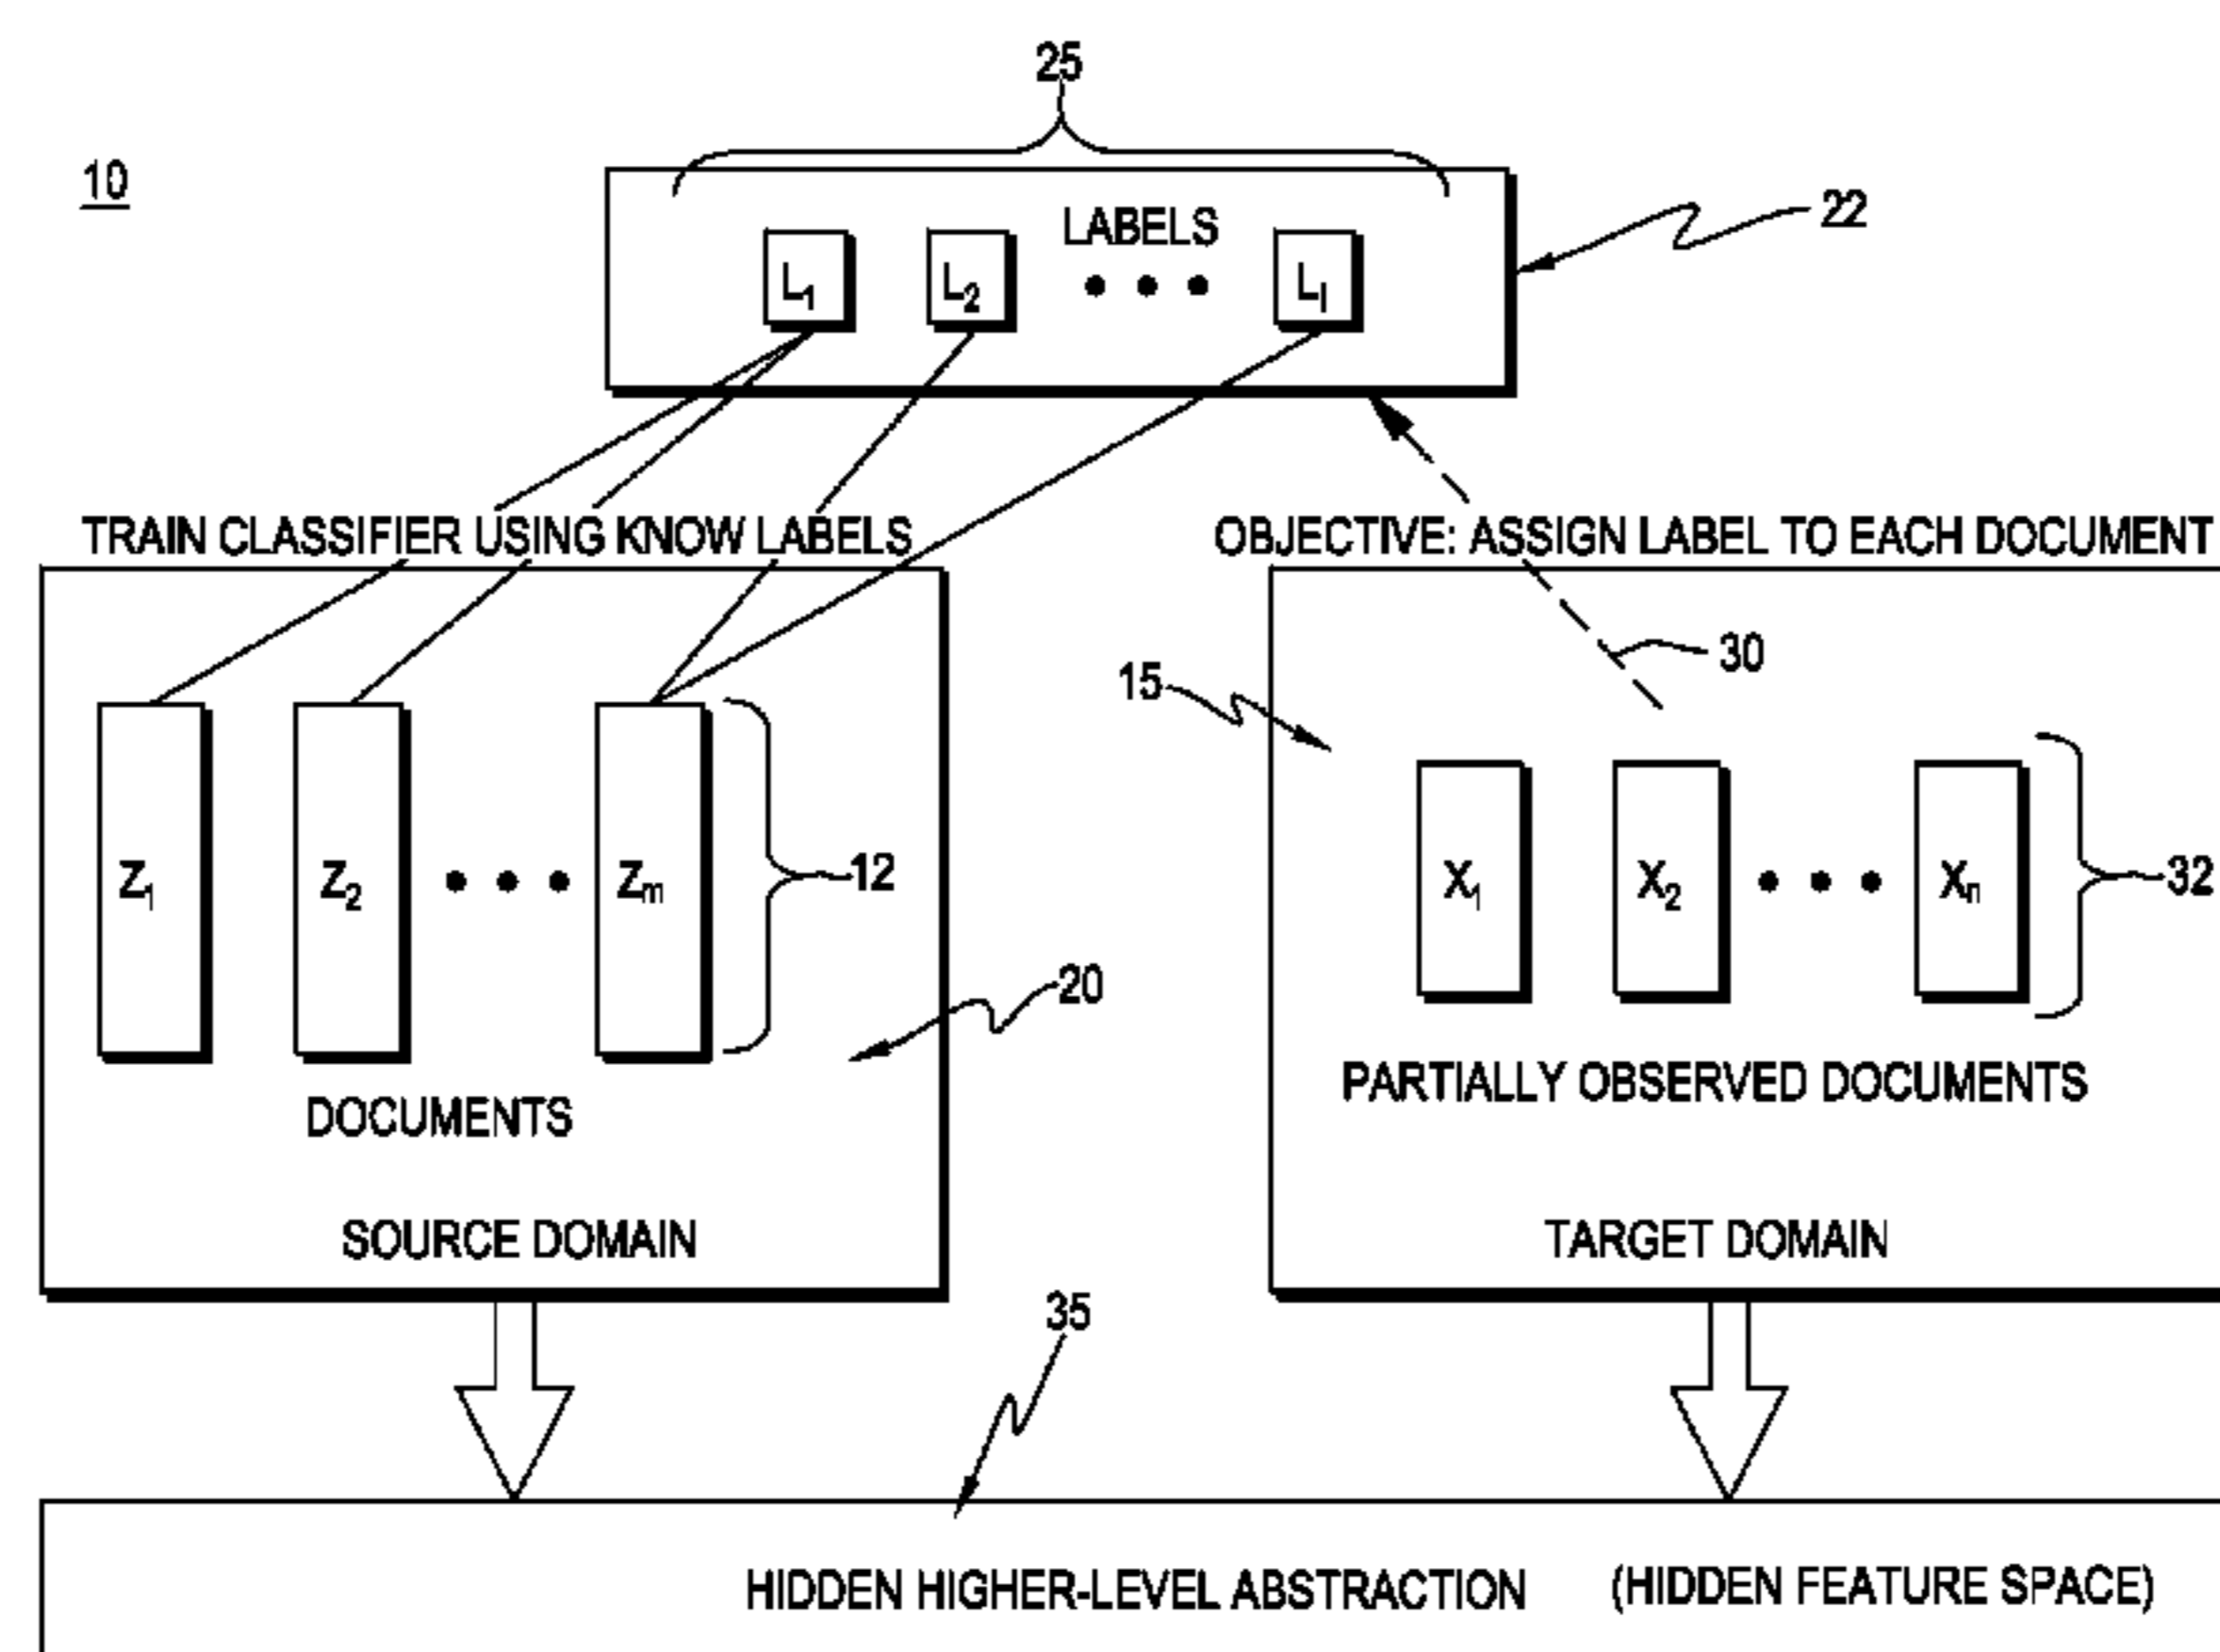 25
10
LABELS
22
L1 L2 • • • Ll
TRAIN CLASSIFIER USING KNOW LABELS
OBJECTIVE: ASSIGN LABEL TO EACH DOCUMENT
30
15
Z1 Z2 • • • Zm
12
X1 X2 • • • Xn
32
20
PARTIALLY OBSERVED DOCUMENTS
DOCUMENTS
SOURCE DOMAIN
TARGET DOMAIN
35
HIDDEN HIGHER-LEVEL ABSTRACTION (HIDDEN FEATURE SPACE)